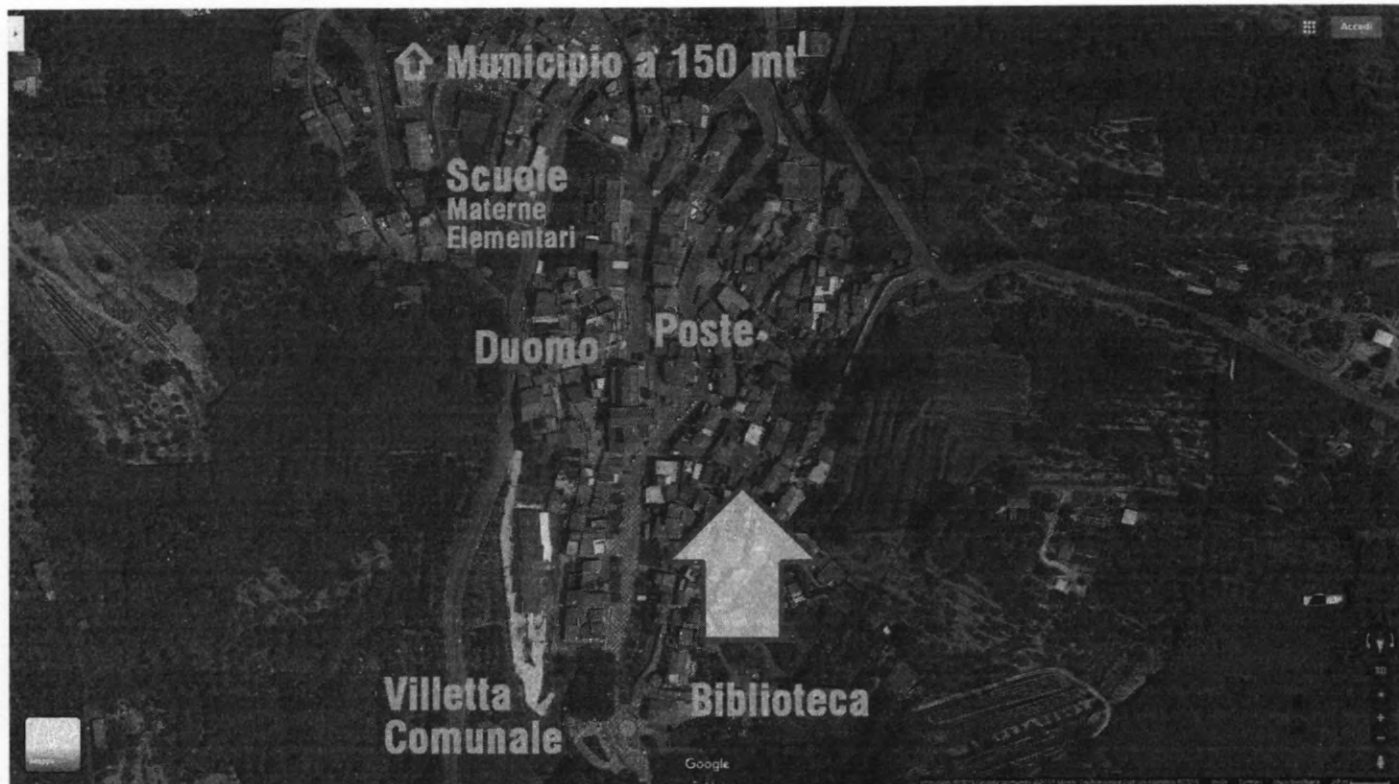 Accedi
Municipio a 150 mt
Scuole
Materne
Elementari
Duomo
Poste
Villetta
Comunale
Biblioteca
Google